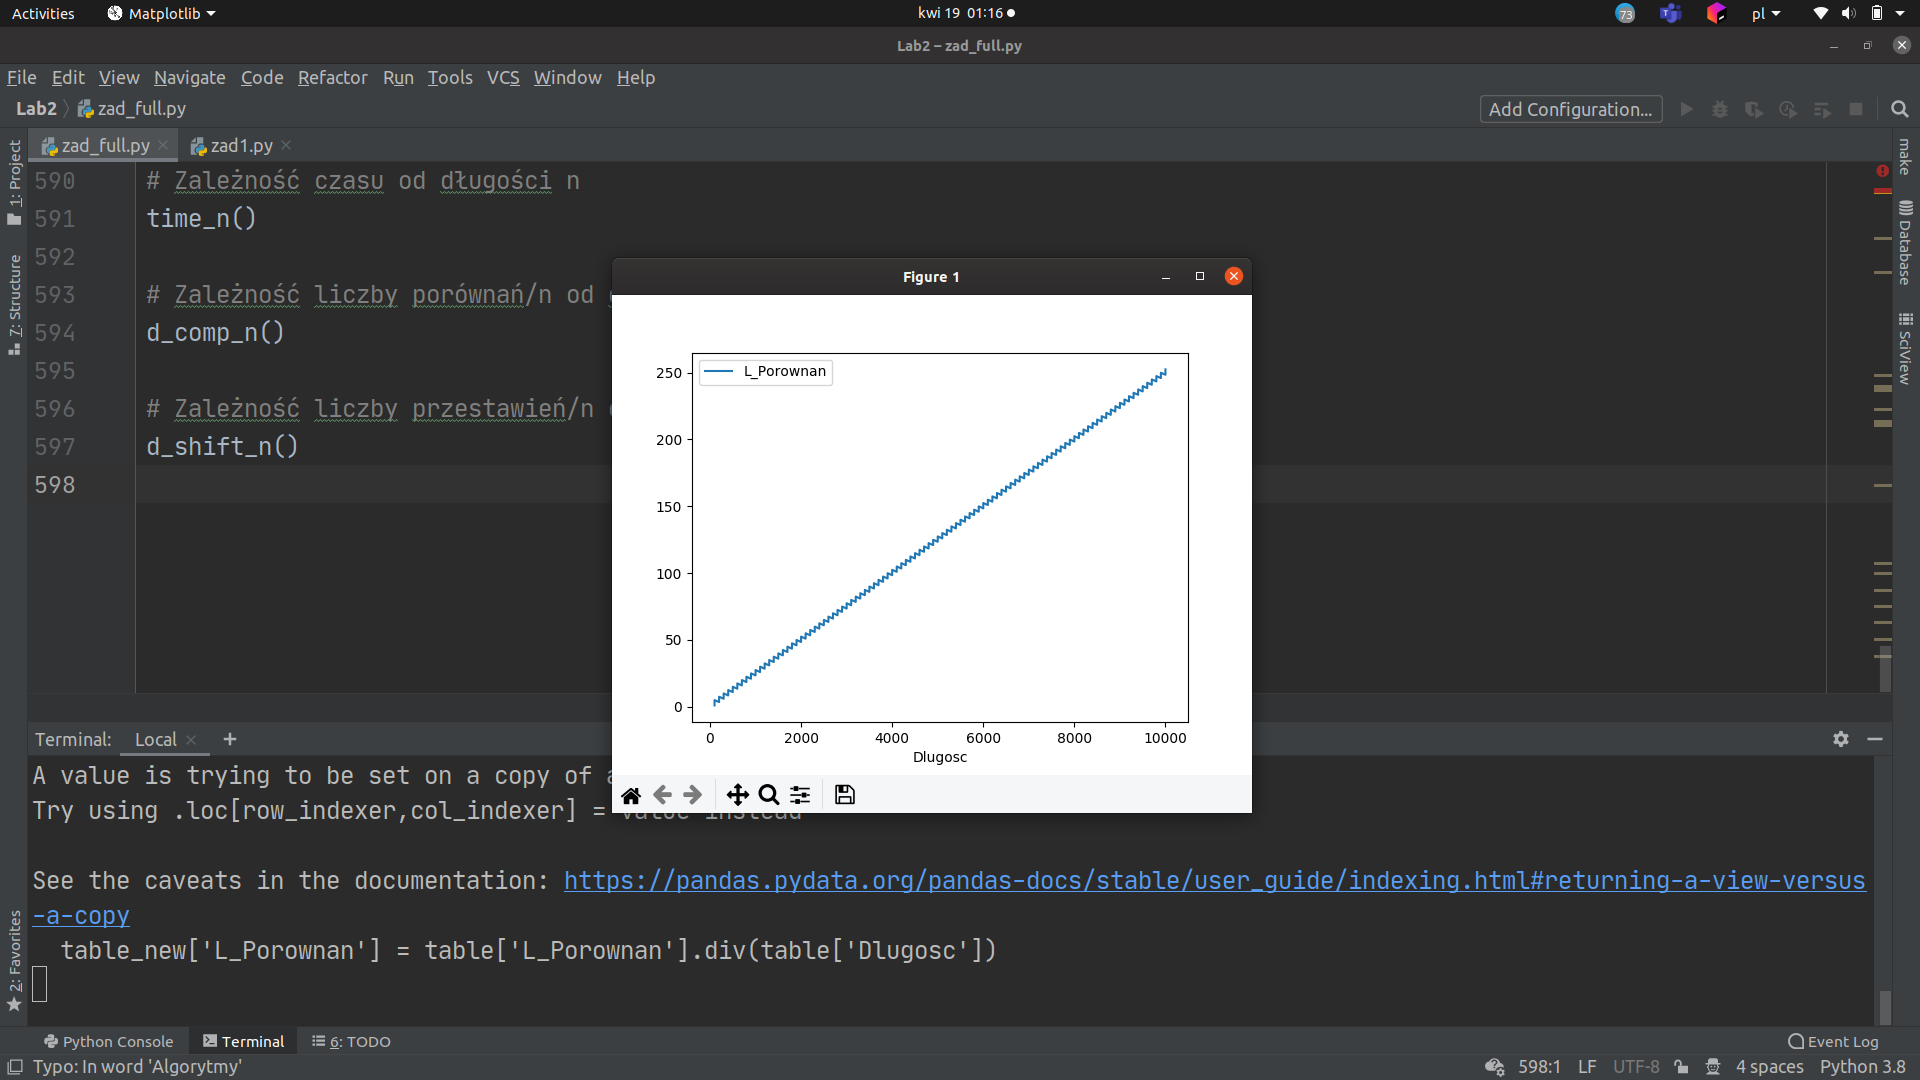 Activities Matplotlib kwi 19 01:16 73 pl
Lab2 – zad_full.py
File Edit View Navigate Code Refactor Run Tools VCS Window Help
Lab2 zad_full.py Add Configuration...
zad_full.py zad1.py
1: Project
7: Structure
2: Favorites
make
Database
SciView
590 # Zależność czasu od długości n
591 time_n()
592
593 # Zależność liczby porównań/n od
594 d_comp_n()
595
596 # Zależność liczby przestawień/n
597 d_shift_n()
598
Figure 1
L_Porownan
250
200
150
100
50
0
0 2000 4000 6000 8000 10000
Dlugosc
Terminal: Local +
A value is trying to be set on a copy of a
Try using .loc[row_indexer,col_indexer] = value instead
See the caveats in the documentation: https://pandas.pydata.org/pandas-docs/stable/user_guide/indexing.html#returning-a-view-versus
-a-copy
table_new['L_Porownan'] = table['L_Porownan'].div(table['Dlugosc'])
Python Console Terminal 6: TODO Event Log
Typo: In word 'Algorytmy' 598:1 LF UTF-8 4 spaces Python 3.8